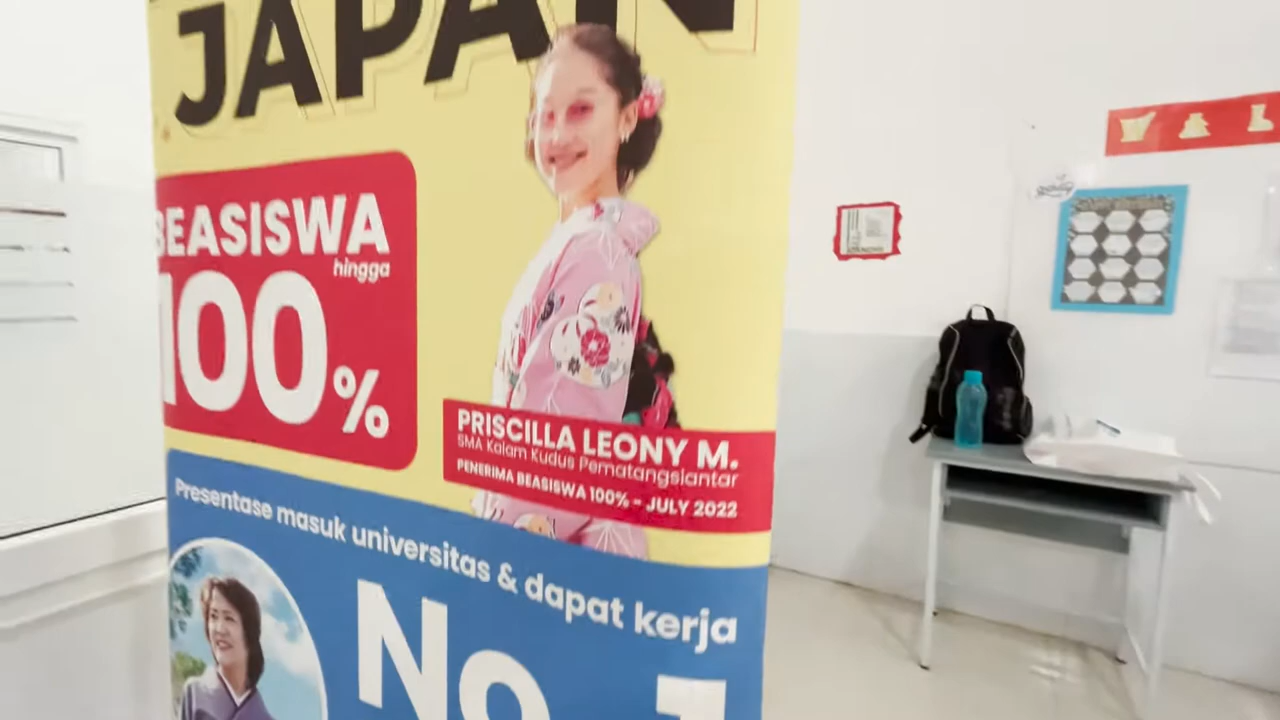 JAPAN
BEASISWA
hingga
100%
PRISCILLA LEONY M.
SMA Kalam Kudus Pematangsiantar
PENERIMA BEASISWA 100% - JULY 2022
Presentase masuk universitas & dapat kerja
No. 1